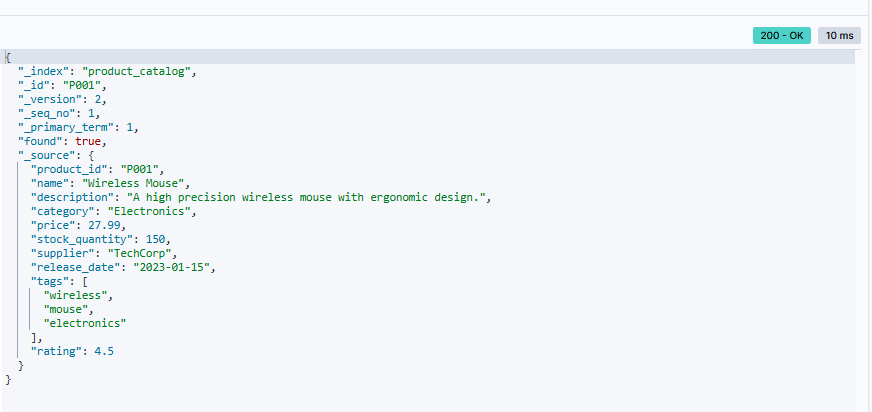 200 - OK
10 ms
{
  "_index": "product_catalog",
  "_id": "P001",
  "_version": 2,
  "_seq_no": 1,
  "_primary_term": 1,
  "found": true,
  "_source": {
    "product_id": "P001",
    "name": "Wireless Mouse",
    "description": "A high precision wireless mouse with ergonomic design.",
    "category": "Electronics",
    "price": 27.99,
    "stock_quantity": 150,
    "supplier": "TechCorp",
    "release_date": "2023-01-15",
    "tags": [
      "wireless",
      "mouse",
      "electronics"
    ],
    "rating": 4.5
  }
}